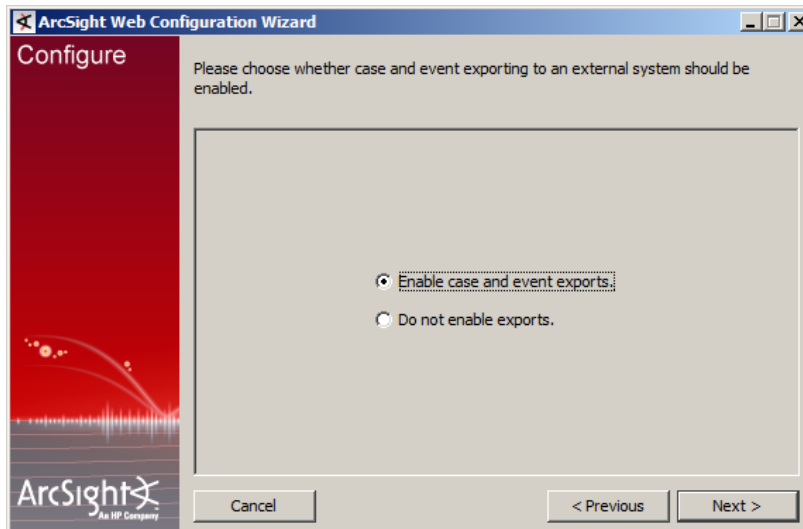 ArcSight Web Configuration Wizard
Configure
Please choose whether case and event exporting to an external system should be
enabled.
Enable case and event exports.
Do not enable exports.
ArcSight
An HP Company
Cancel
< Previous
Next >